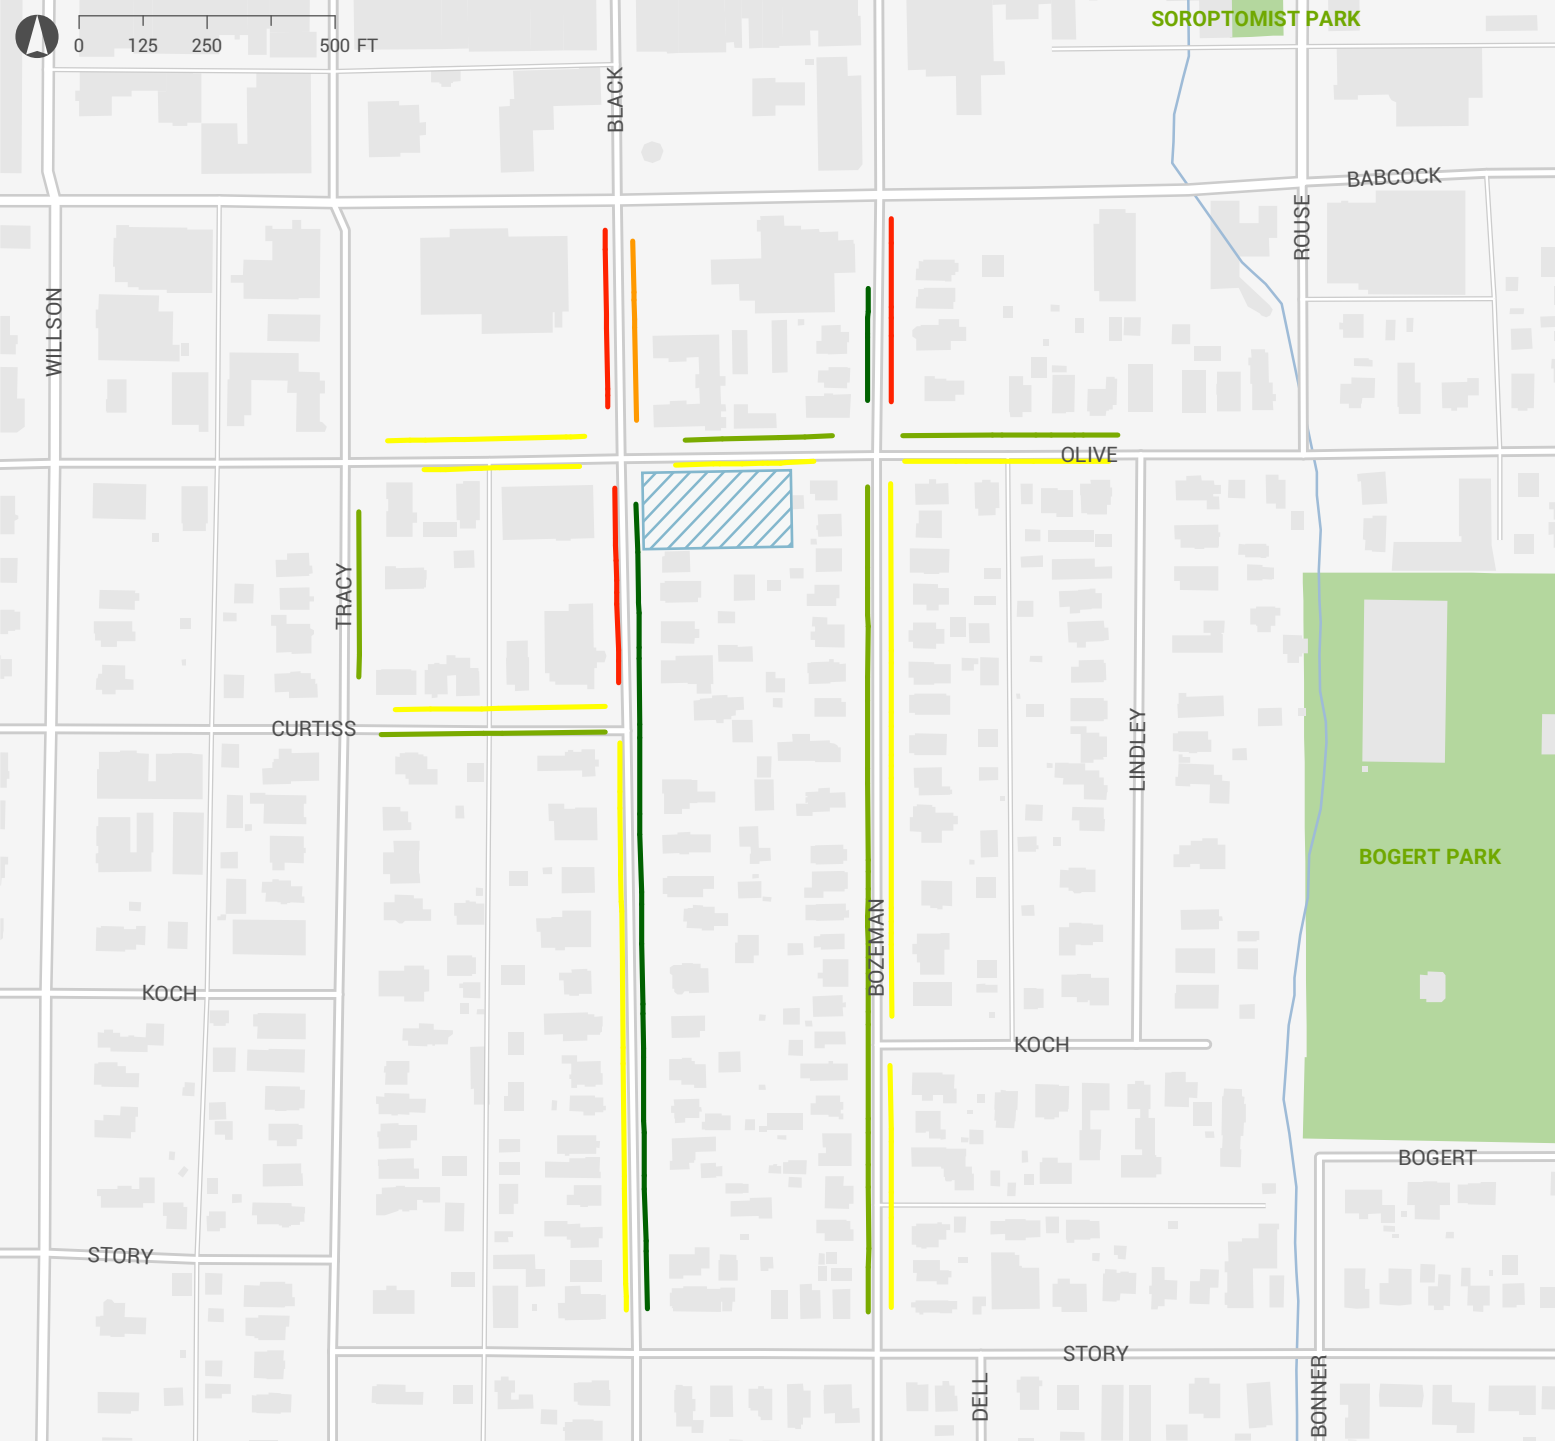 SOROPTOMIST PARK
0 125 250 500 FT
BLACK
BABCOCK
ROUSE
WILLSON
OLIVE
TRACY
CURTISS
LINDLEY
BOGERT PARK
BOZEMAN
KOCH
KOCH
BOGERT
STORY
STORY
DELL
BONNER